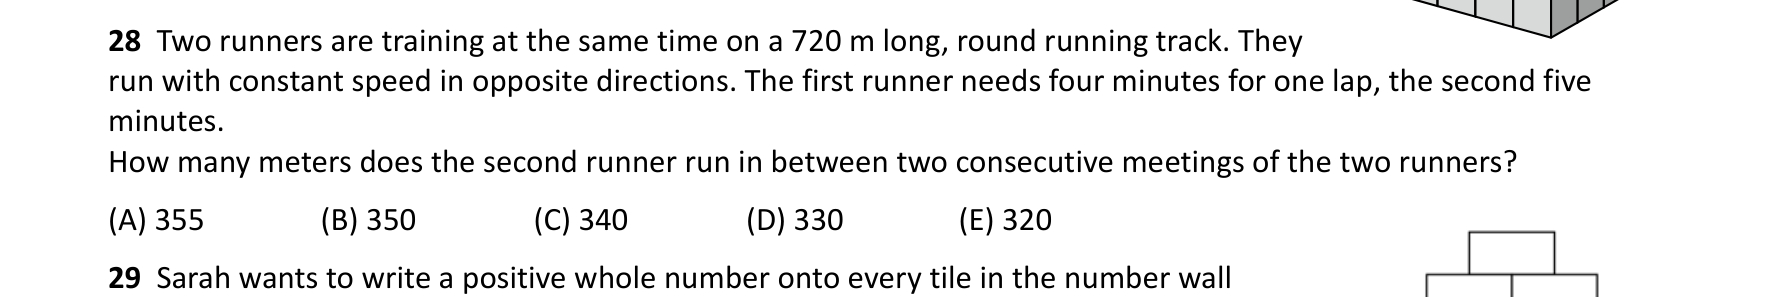 28 Two runners are training at the same time on a 720 m long, round running track. They
run with constant speed in opposite directions. The first runner needs four minutes for one lap, the second five
minutes.
How many meters does the second runner run in between two consecutive meetings of the two runners?
(A) 355 (B) 350 (C) 340 (D) 330 (E) 320
29 Sarah wants to write a positive whole number onto every tile in the number wall